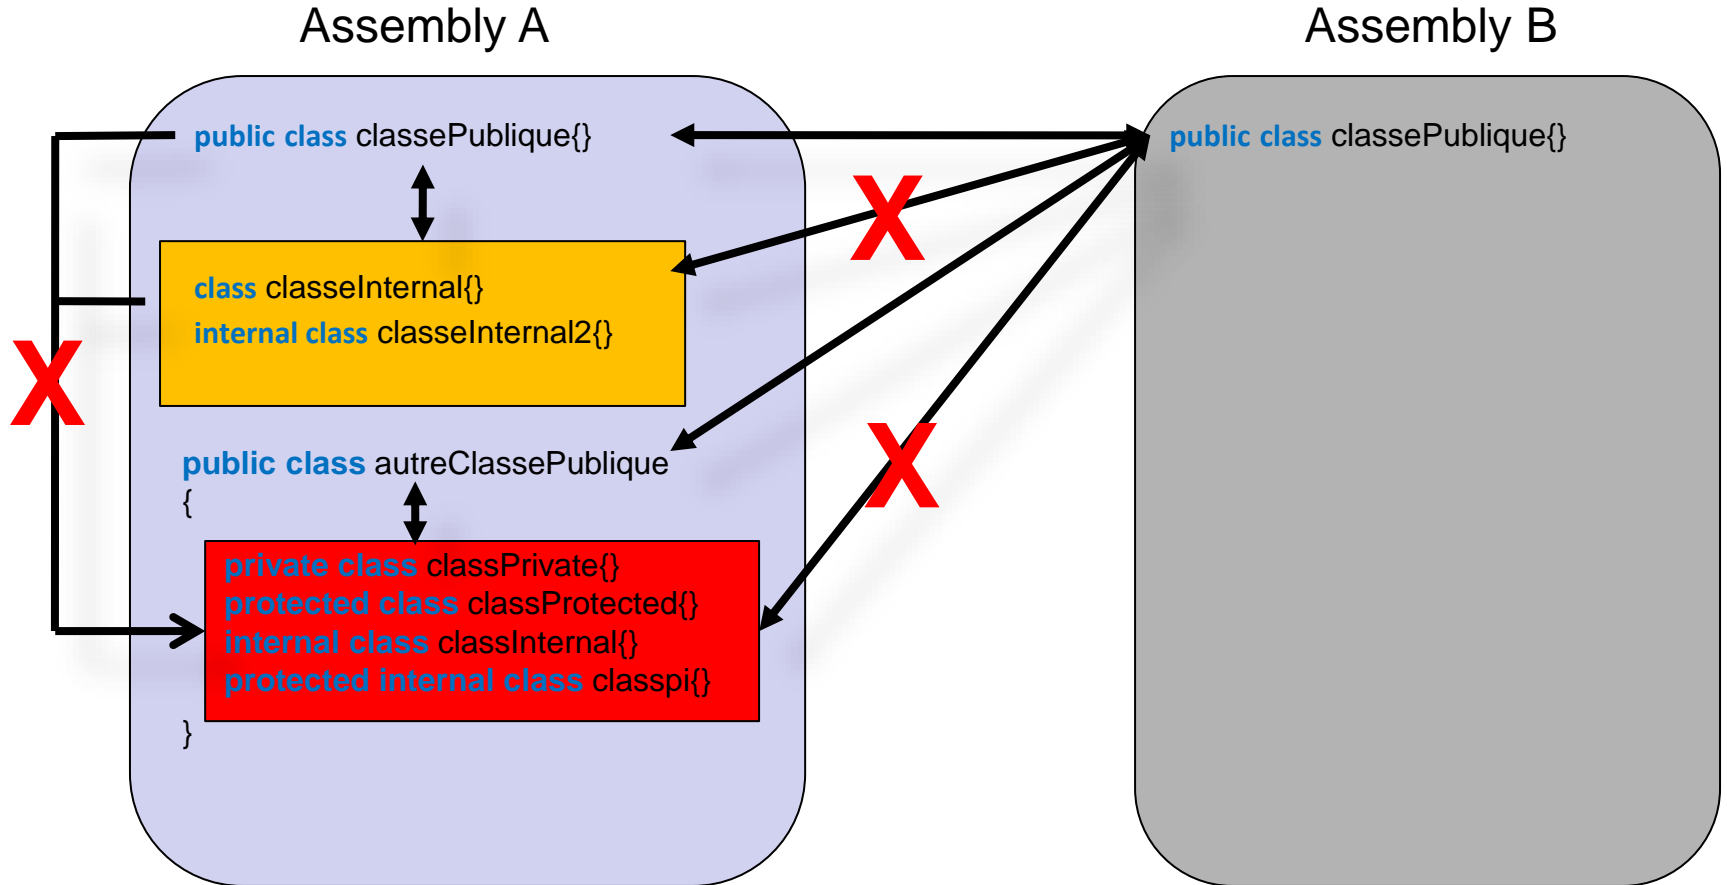 Assembly A
Assembly B
public class classePublique{}
public class classePublique{}
X
class classeInternal{}
internal class classeInternal2{}
X
public class autreClassePublique
{
X
private class classPrivate{}
protected class classProtected{}
internal class classInternal{}
protected internal class classpi{}
}